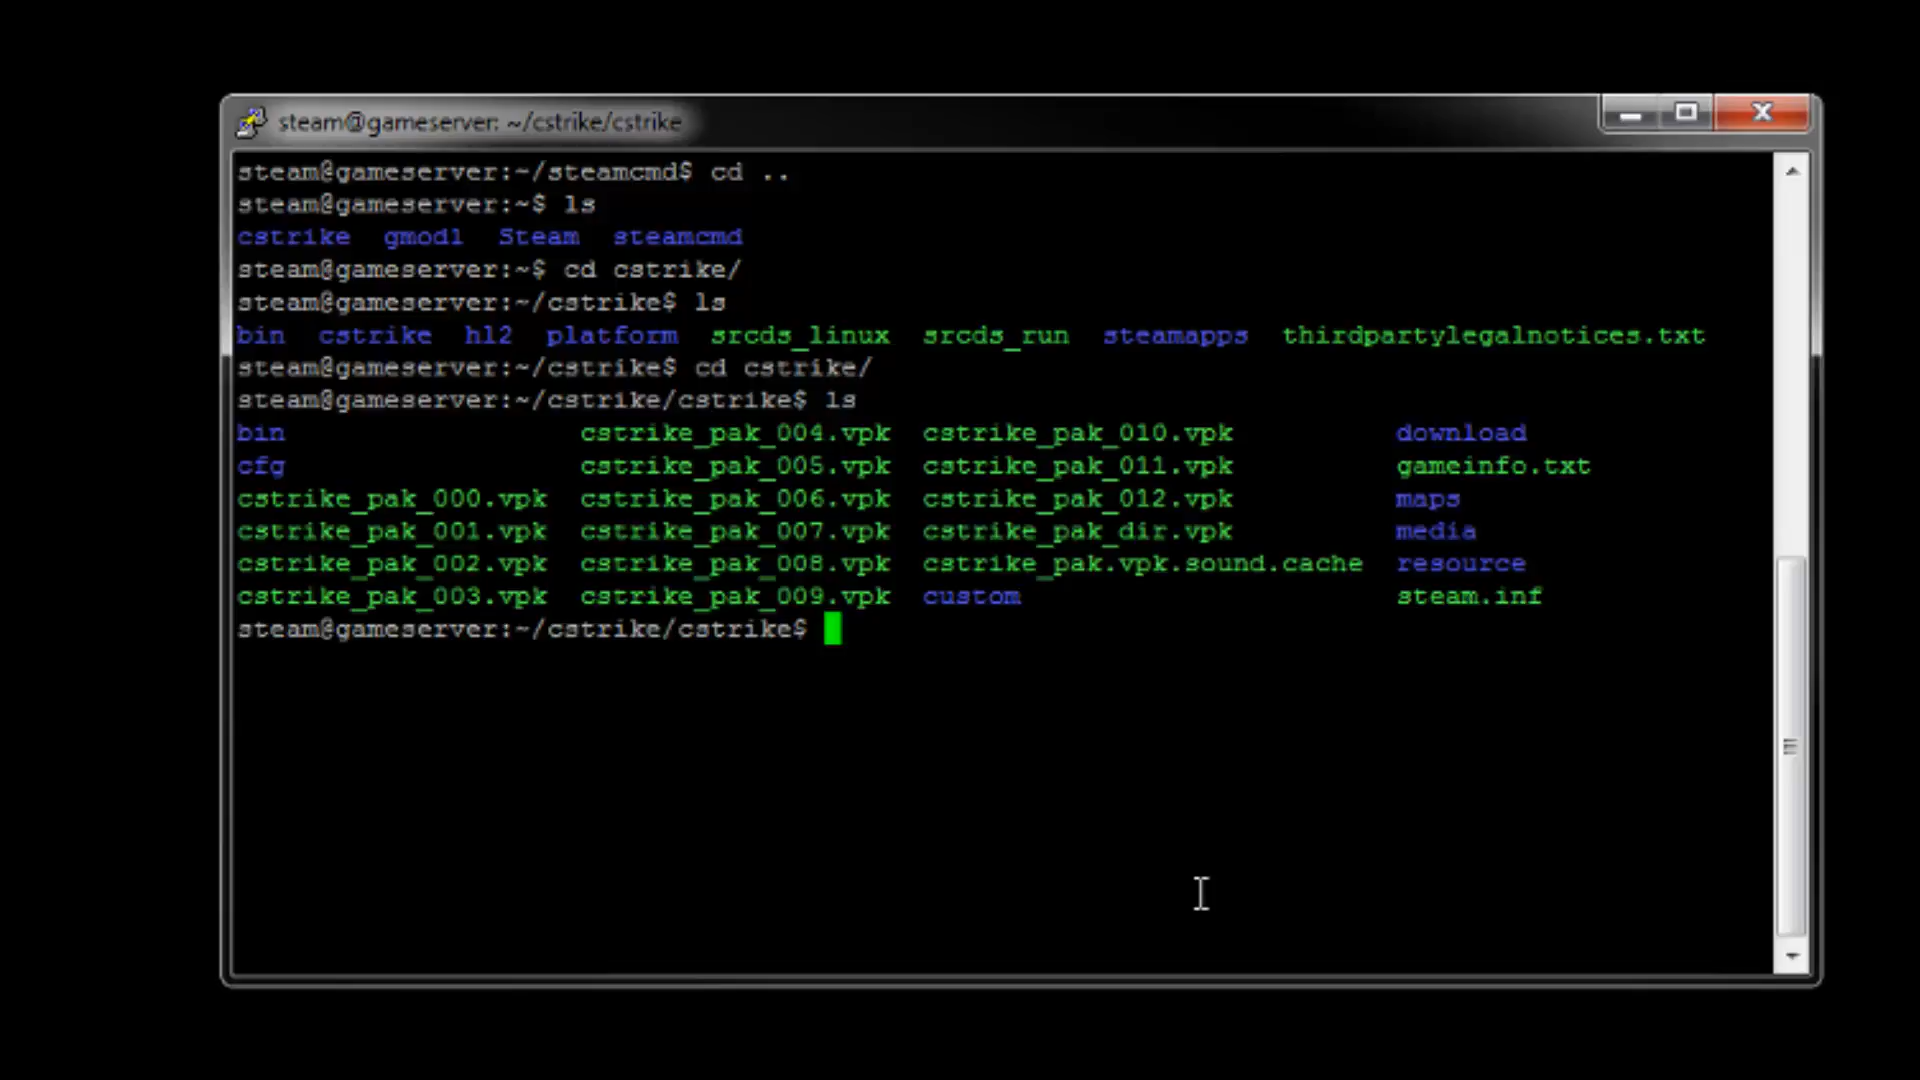 steam@gameserver: ~/cstrike/cstrike
steam@gameserver:~/steamcmd$ cd ..
steam@gameserver:~$ ls
cstrike  gmod1  Steam  steamcmd
steam@gameserver:~$ cd cstrike/
steam@gameserver:~/cstrike$ ls
bin  cstrike  hl2  platform  srcds_linux  srcds_run  steamapps  thirdpartylegalnotices.txt
steam@gameserver:~/cstrike$ cd cstrike/
steam@gameserver:~/cstrike/cstrike$ ls
bin  cstrike_pak_004.vpk  cstrike_pak_010.vpk  download
cfg  cstrike_pak_005.vpk  cstrike_pak_011.vpk  gameinfo.txt
cstrike_pak_000.vpk  cstrike_pak_006.vpk  cstrike_pak_012.vpk  maps
cstrike_pak_001.vpk  cstrike_pak_007.vpk  cstrike_pak_dir.vpk  media
cstrike_pak_002.vpk  cstrike_pak_008.vpk  cstrike_pak.vpk.sound.cache  resource
cstrike_pak_003.vpk  cstrike_pak_009.vpk  custom  steam.inf
steam@gameserver:~/cstrike/cstrike$